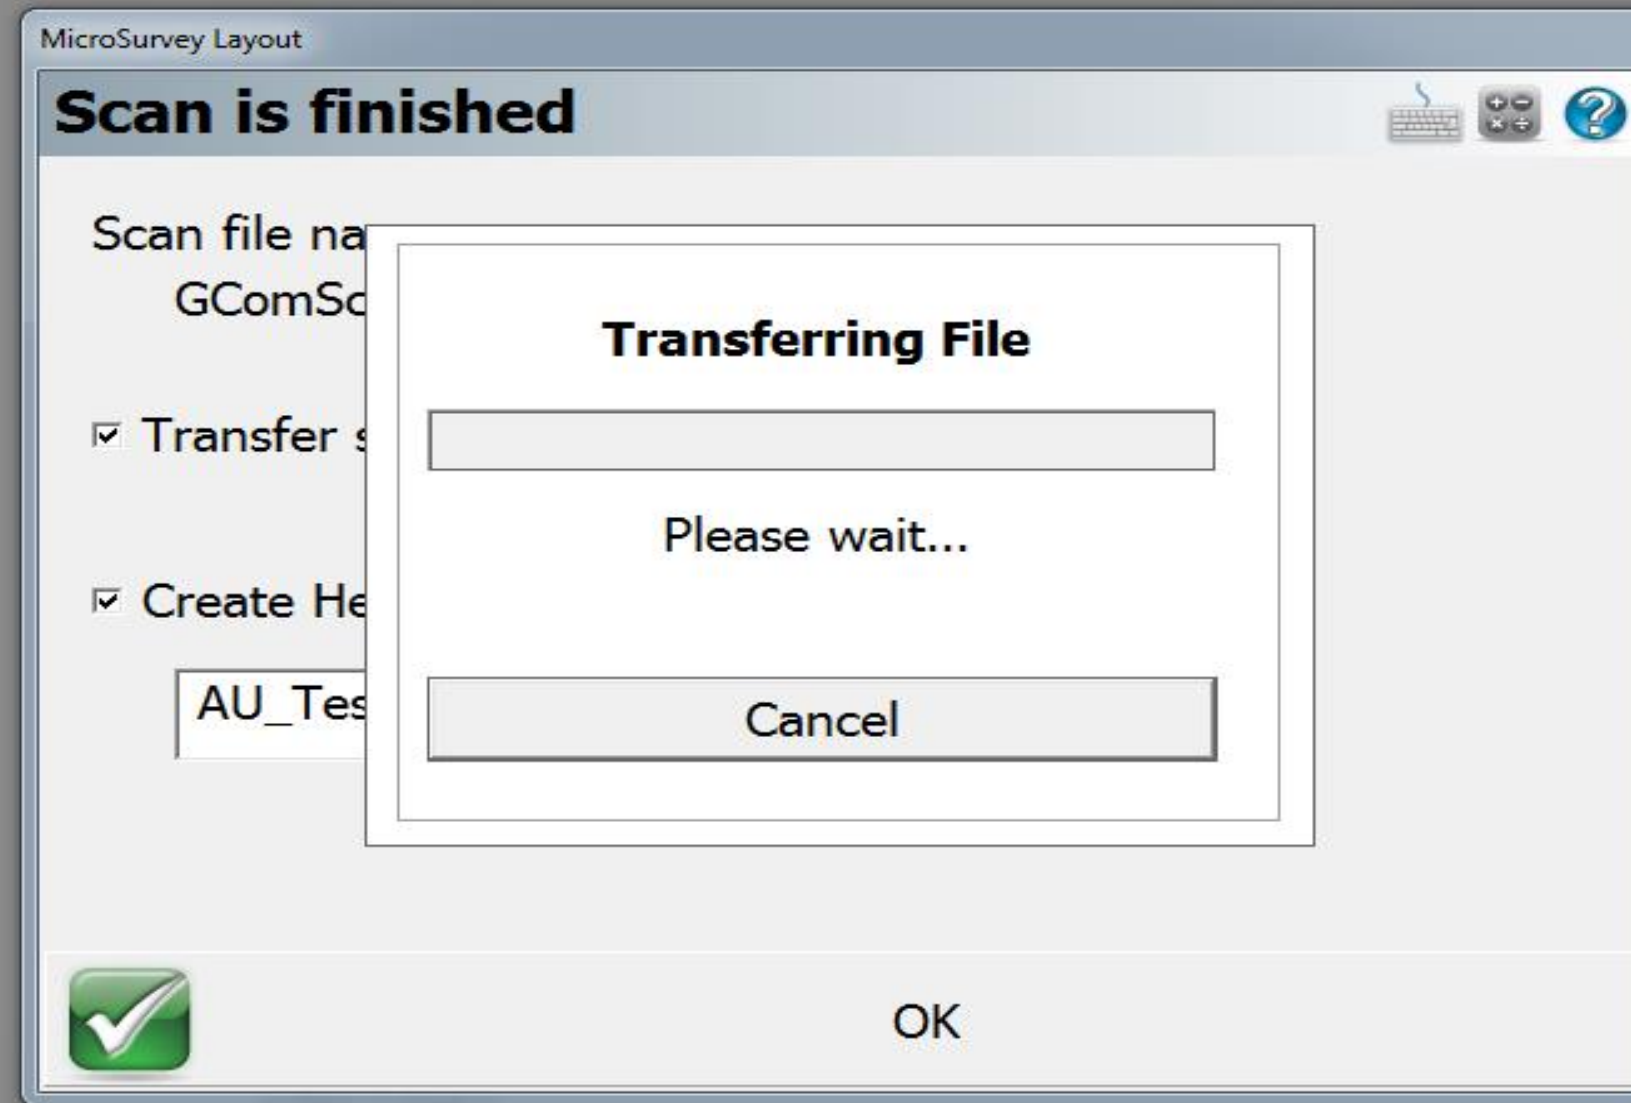 MicroSurvey Layout
Scan is finished
Scan file na
GComSc
Transfer s
Create He
AU_Tes
Transferring File
Please wait...
Cancel
OK